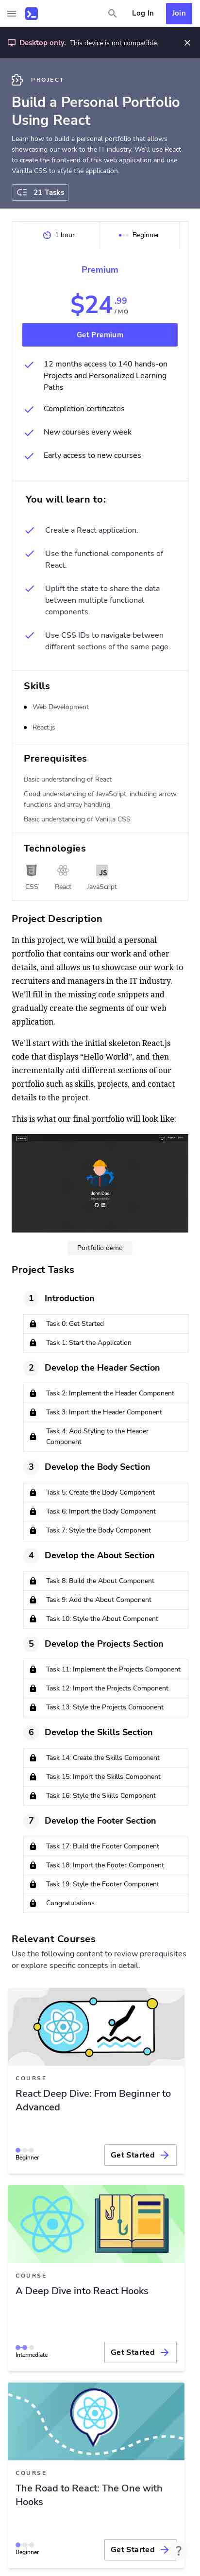 Log In
Join
Desktop only. This device is not compatible.
PROJECT
Build a Personal Portfolio
Using React
Learn how to build a personal portfolio that allows
showcasing our work to the IT industry. We'll use React
to create the front-end of this web application and use
Vanilla CSS to style the application.
21 Tasks
1 hour
Beginner
Premium
$24.99
/MO
Get Premium
12 months access to 140 hands-on
Projects and Personalized Learning
Paths
Completion certificates
New courses every week
Early access to new courses
You will learn to:
Create a React application.
Use the functional components of
React.
Uplift the state to share the data
between multiple functional
components.
Use CSS IDs to navigate between
different sections of the same page.
Skills
Web Development
React.js
Prerequisites
Basic understanding of React
Good understanding of JavaScript, including arrow
functions and array handling
Basic understanding of Vanilla CSS
Technologies
JS
CSS
React
JavaScript
Project Description
In this project, we will build a personal
portfolio that contains our work and other
details, and allows us to showcase our work to
recruiters and managers in the IT industry.
We'll fill in the missing code snippets and
gradually create the segments of our web
application.
We'll start with the initial skeleton React.js
code that displays “Hello World”, and then
incrementally add different sections of our
portfolio such as skills, projects, and contact
details to the project.
This is what our final portfolio will look like:
John Doe
Portfolio demo
Project Tasks
1 Introduction
Task 0: Get Started
Task 1: Start the Application
2 Develop the Header Section
Task 2: Implement the Header Component
Task 3: Import the Header Component
Task 4: Add Styling to the Header
Component
3 Develop the Body Section
Task 5: Create the Body Component
Task 6: Import the Body Component
Task 7: Style the Body Component
4 Develop the About Section
Task 8: Build the About Component
Task 9: Add the About Component
Task 10: Style the About Component
5 Develop the Projects Section
Task 11: Implement the Projects Component
Task 12: Import the Projects Component
Task 13: Style the Projects Component
6 Develop the Skills Section
Task 14: Create the Skills Component
Task 15: Import the Skills Component
Task 16: Style the Skills Component
7 Develop the Footer Section
Task 17: Build the Footer Component
Task 18: Import the Footer Component
Task 19: Style the Footer Component
Congratulations
Relevant Courses
Use the following content to review prerequisites
or explore specific concepts in detail.
COURSE
React Deep Dive: From Beginner to
Advanced
Beginner
Get Started
COURSE
A Deep Dive into React Hooks
Intermediate
Get Started
COURSE
The Road to React: The One with
Hooks
Beginner
Get Started
?